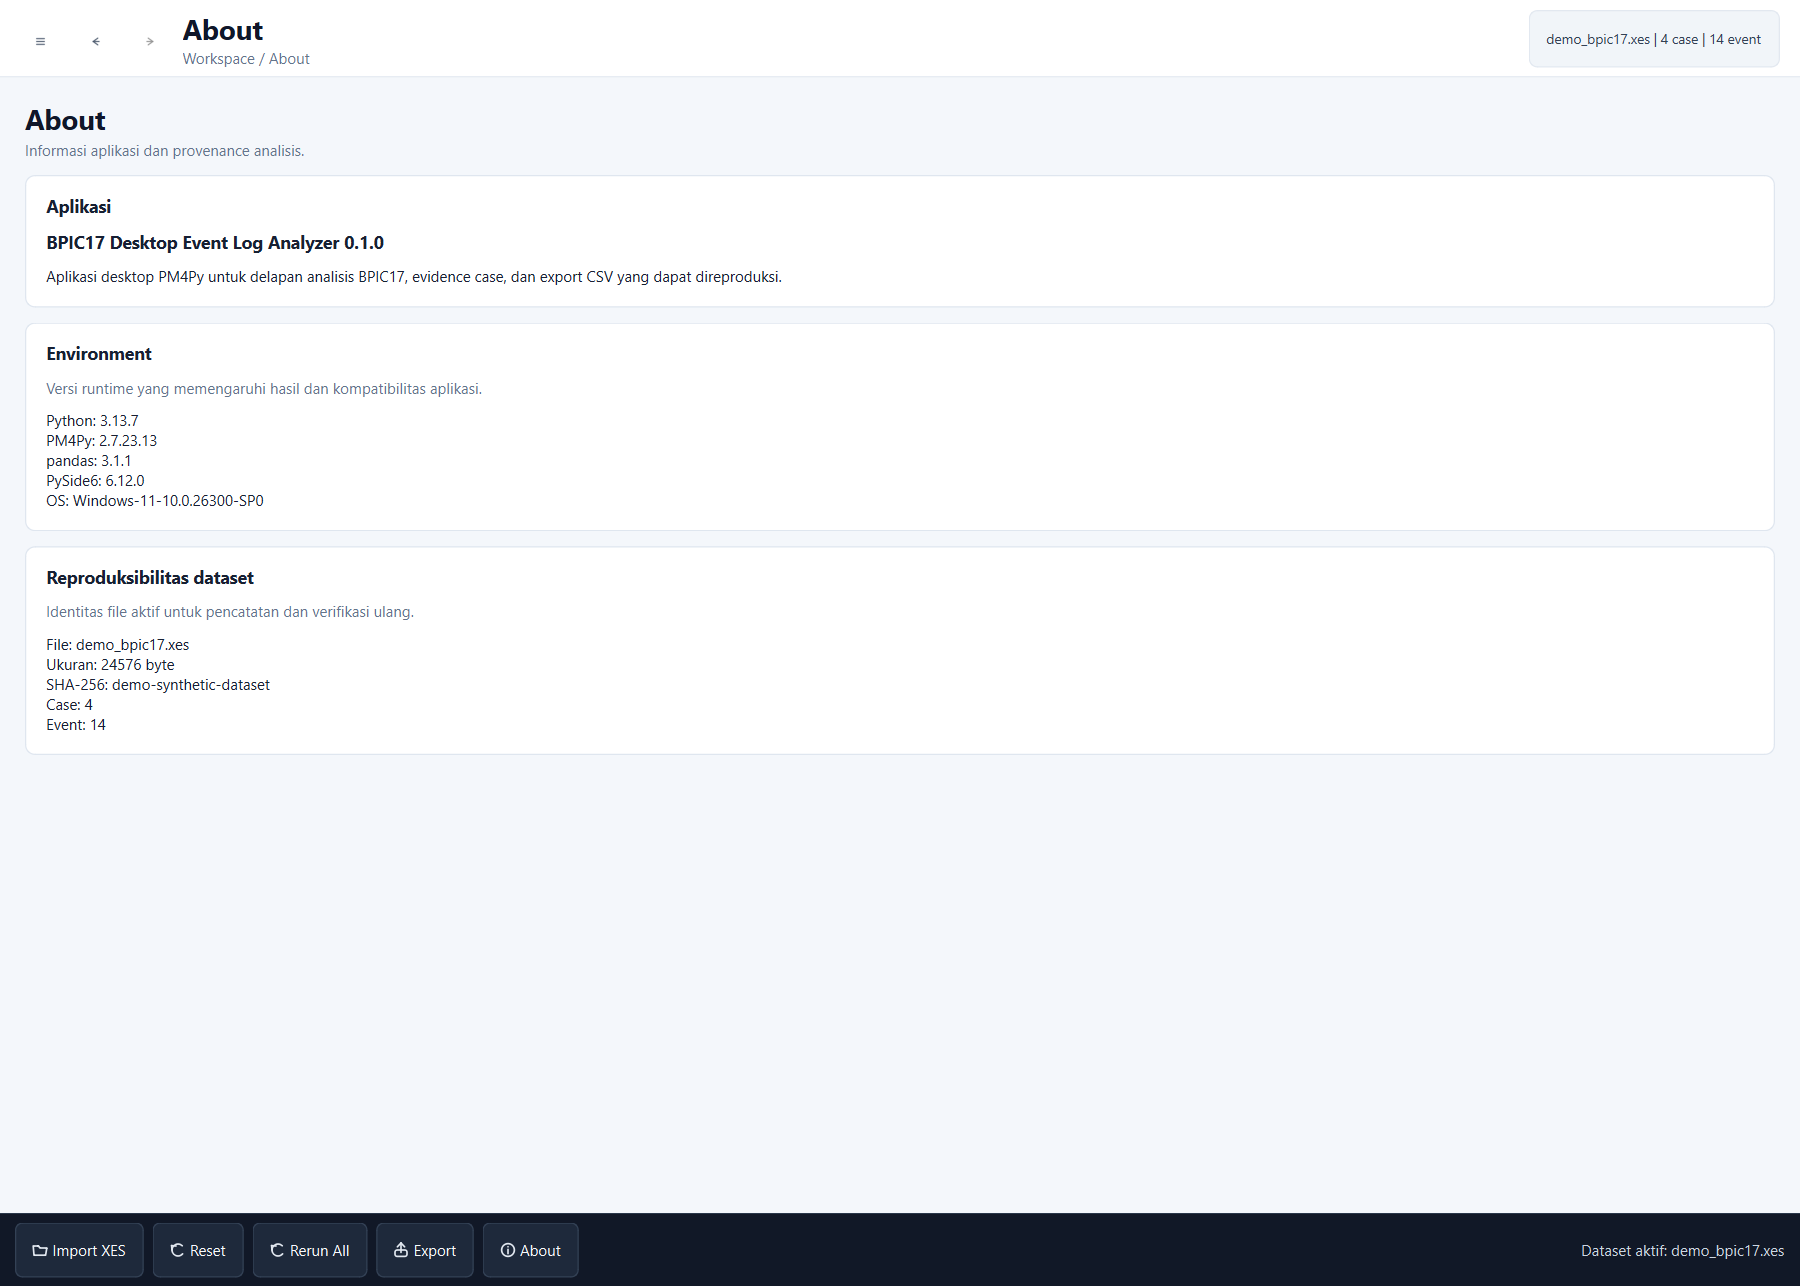 About
Workspace / About
demo_bpic17.xes | 4 case | 14 event
About
Informasi aplikasi dan provenance analisis.
Aplikasi
BPIC17 Desktop Event Log Analyzer 0.1.0
Aplikasi desktop PM4Py untuk delapan analisis BPIC17, evidence case, dan export CSV yang dapat direproduksi.
Environment
Versi runtime yang memengaruhi hasil dan kompatibilitas aplikasi.
Python: 3.13.7
PM4Py: 2.7.23.13
pandas: 3.1.1
PySide6: 6.12.0
OS: Windows-11-10.0.26300-SP0
Reproduksibilitas dataset
Identitas file aktif untuk pencatatan dan verifikasi ulang.
File: demo_bpic17.xes
Ukuran: 24576 byte
SHA-256: demo-synthetic-dataset
Case: 4
Event: 14
Import XES
Reset
Rerun All
Export
About
Dataset aktif: demo_bpic17.xes